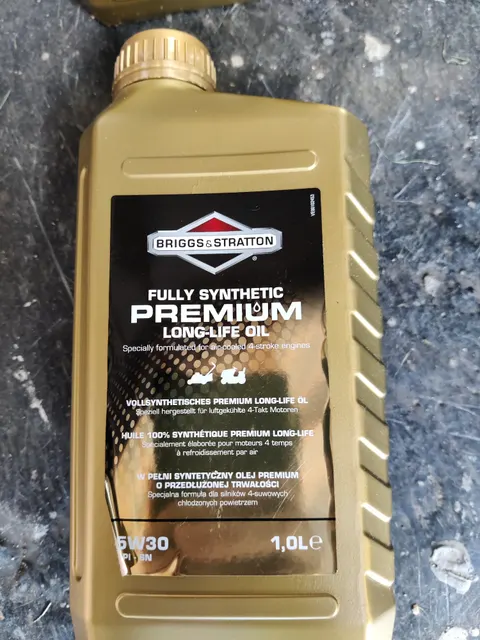 BRIGGS & STRATTON
®
FULLY SYNTHETIC
PREMIUM
LONG-LIFE OIL
Specially formulated for air cooled 4-stroke engines
VOLLSYNTHETISCHES PREMIUM LONG-LIFE ÖL
Speziell hergestellt für luftgekühlte 4-Takt Motoren
HUILE 100% SYNTHÉTIQUE PREMIUM LONG-LIFE
Spécialement élaborée pour moteurs 4 temps
à refroidissement par air
W PEŁNI SYNTETYCZNY OLEJ PREMIUM
O PRZEDŁUŻONEJ TRWAŁOŚCI
Specjalna formuła dla silników 4-suwowych
chłodzonych powietrzem
5W30 1,0L℮
API - SN